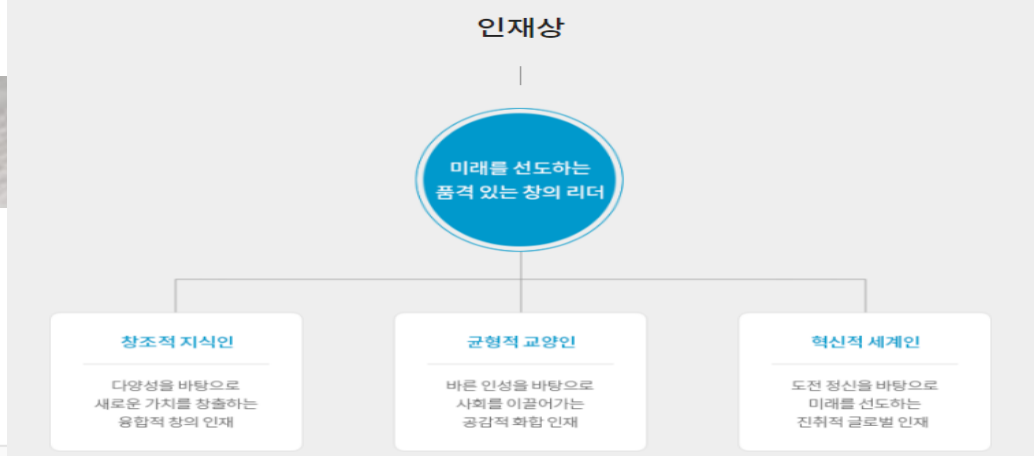 인재상
미래를 선도하는
품격 있는 창의 리더
창조적 지식인
다양성을 바탕으로
새로운 가치를 창출하는
융합적 창의 인재
균형적 교양인
바른 인성을 바탕으로
사회를 이끌어가는
공감적 화합 인재
혁신적 세계인
도전 정신을 바탕으로
미래를 선도하는
진취적 글로벌 인재